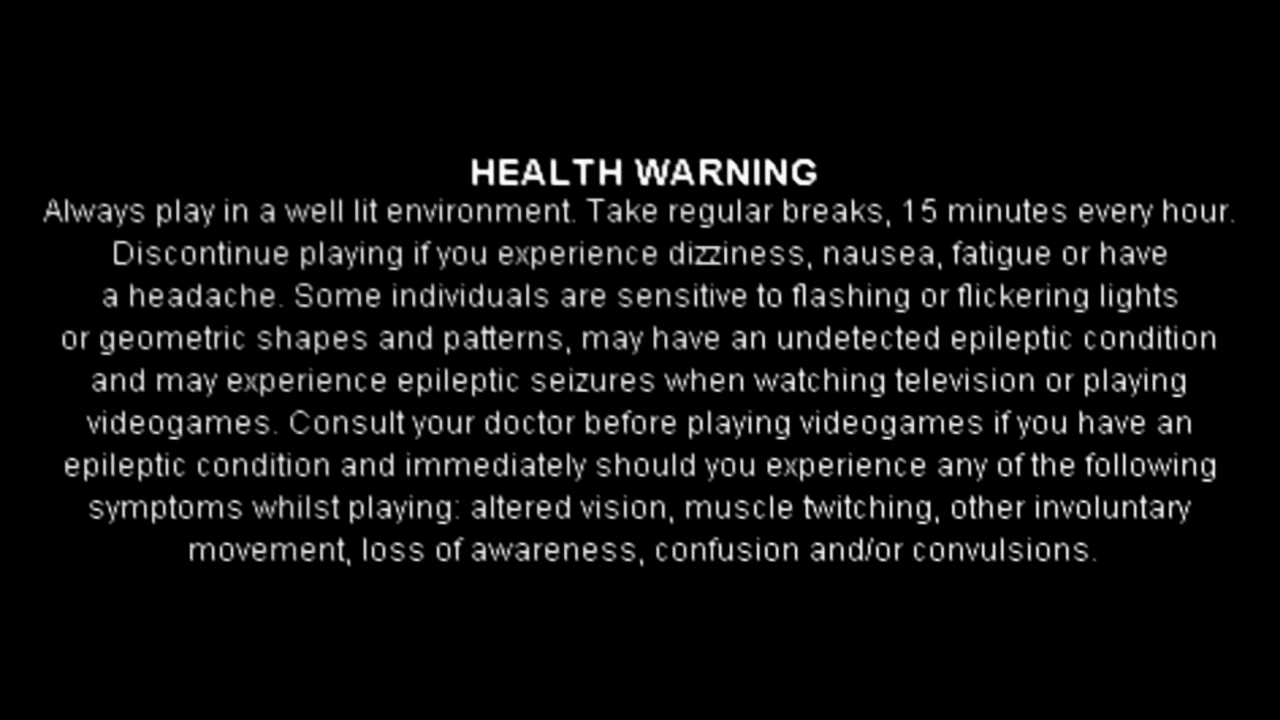 HEALTH WARNING
Always play in a well lit environment. Take regular breaks, 15 minutes every hour.
Discontinue playing if you experience dizziness, nausea, fatigue or have
a headache. Some individuals are sensitive to flashing or flickering lights
or geometric shapes and patterns, may have an undetected epileptic condition
and may experience epileptic seizures when watching television or playing
videogames. Consult your doctor before playing videogames if you have an
epileptic condition and immediately should you experience any of the following
symptoms whilst playing: altered vision, muscle twitching, other involuntary
movement, loss of awareness, confusion and/or convulsions.